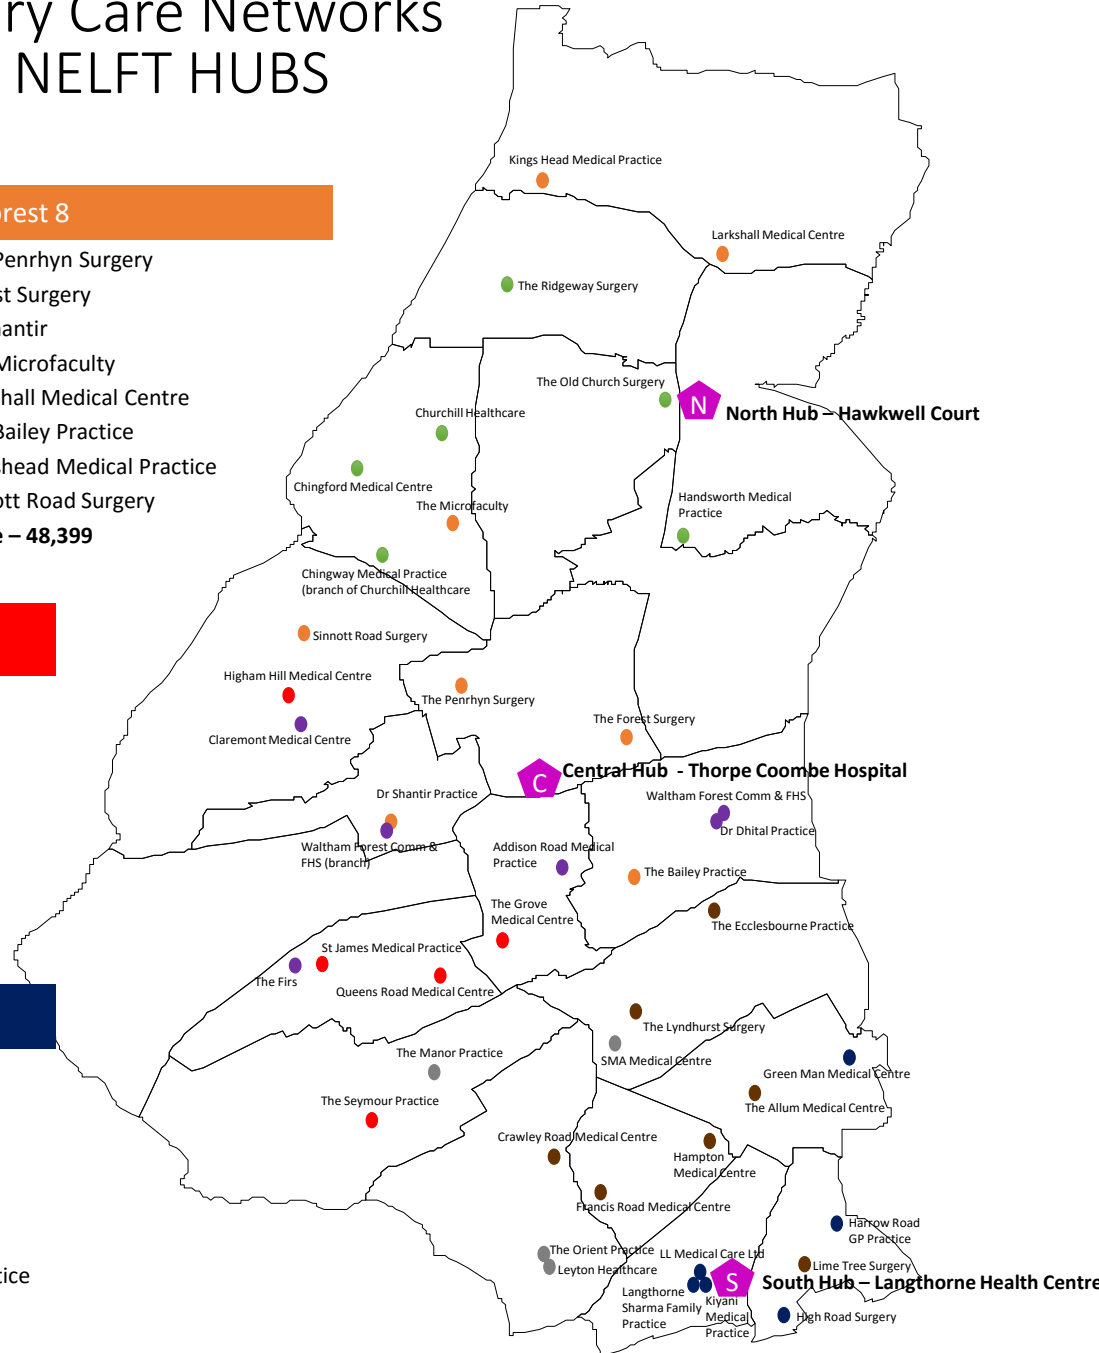 ry Care Networks
NELFT HUBS
rest 8
Penrhyn Surgery
st Surgery
antir
Microfaculty
hall Medical Centre
Bailey Practice
shead Medical Practice
ott Road Surgery
e – 48,399
tice
Kings Head Medical Practice
Larkshall Medical Centre
The Ridgeway Surgery
The Old Church Surgery
N
North Hub – Hawkwell Court
Churchill Healthcare
Chingford Medical Centre
The Microfaculty
Handsworth Medical
Practice
Chingway Medical Practice
(branch of Churchill Healthcare
Sinnott Road Surgery
Higham Hill Medical Centre
The Penrhyn Surgery
Claremont Medical Centre
The Forest Surgery
C
Central Hub - Thorpe Coombe Hospital
Dr Shantir Practice
Waltham Forest Comm & FHS
Dr Dhital Practice
Waltham Forest Comm &
FHS (branch)
Addison Road Medical
Practice
The Bailey Practice
The Grove
Medical Centre
The Ecclesbourne Practice
St James Medical Practice
The Firs
Queens Road Medical Centre
The Lyndhurst Surgery
SMA Medical Centre
The Manor Practice
Green Man Medical Centre
The Seymour Practice
The Allum Medical Centre
Crawley Road Medical Centre
Hampton
Medical Centre
Francis Road Medical Centre
Harrow Road
GP Practice
The Orient Practice
LL Medical Care Ltd
Leyton Healthcare
Lime Tree Surgery
S
South Hub – Langthorne Health Centre
Langthorne
Sharma Family
Practice
Kiyani
Medical
Practice
High Road Surgery